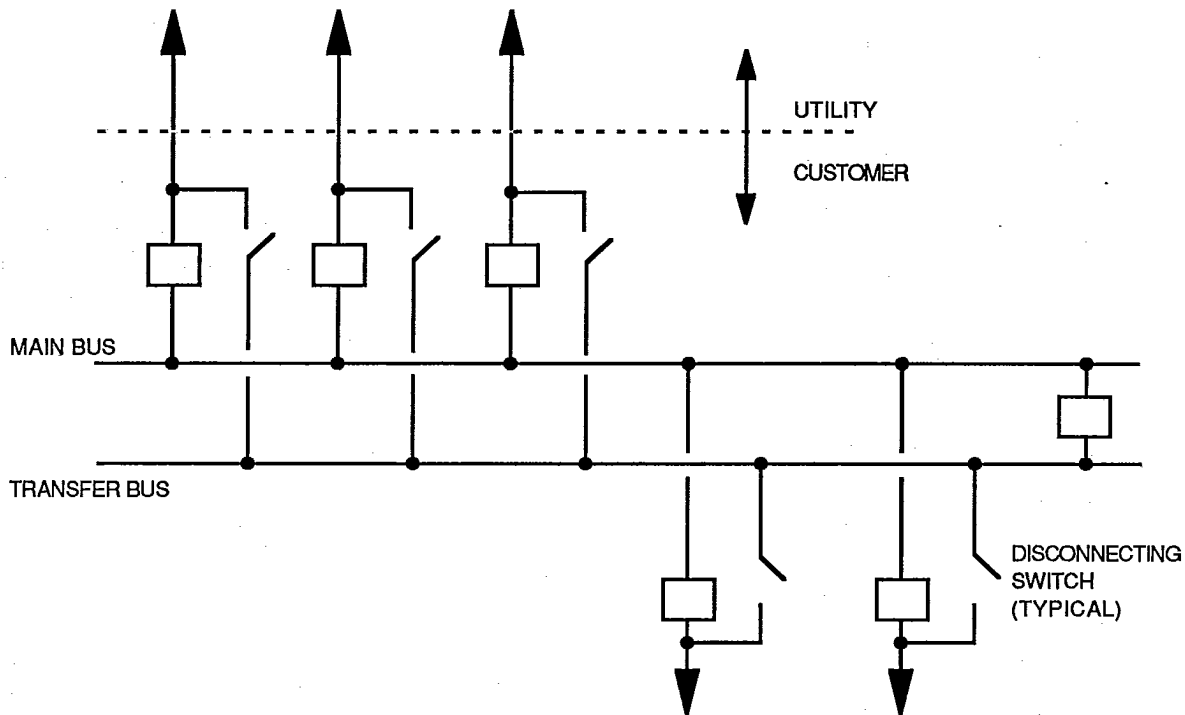 UTILITY
CUSTOMER
MAIN BUS
TRANSFER BUS
DISCONNECTING
SWITCH
(TYPICAL)